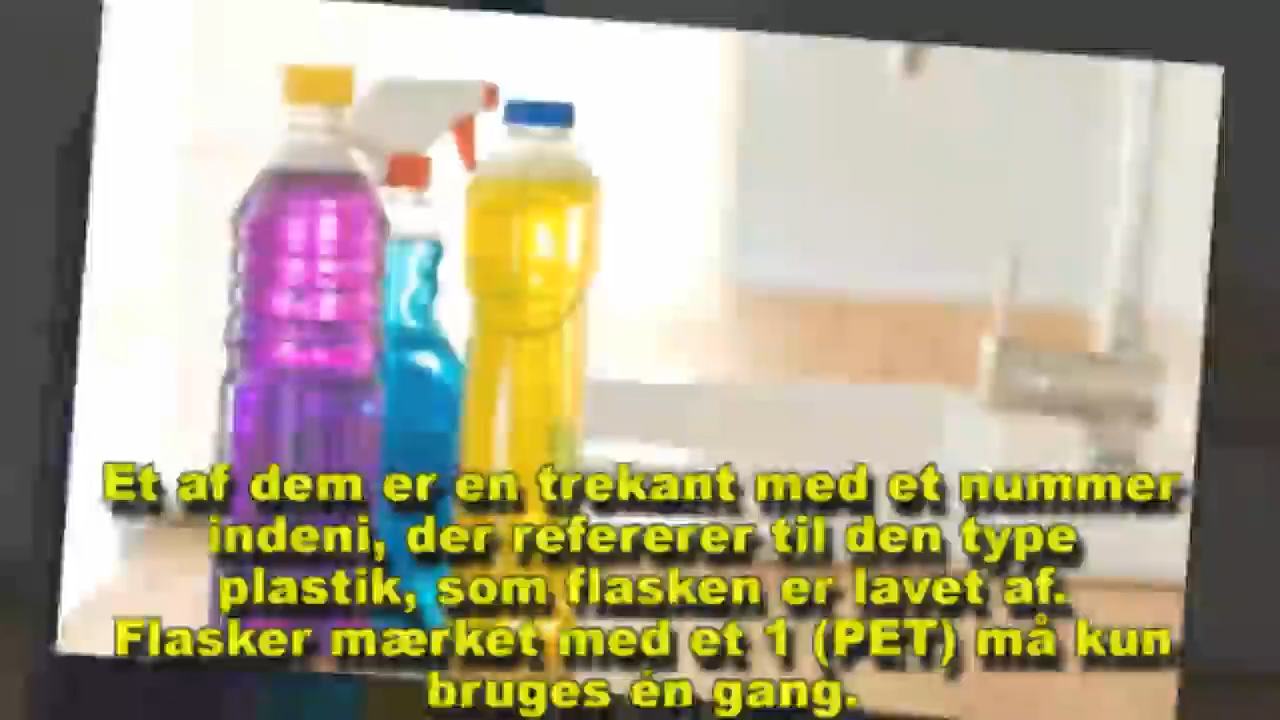 Et af dem er en trekant med et nummer
indeni, der refererer til den type
plastik, som flasken er lavet af.
Flasker mærket med et 1 (PET) må kun
bruges én gang.